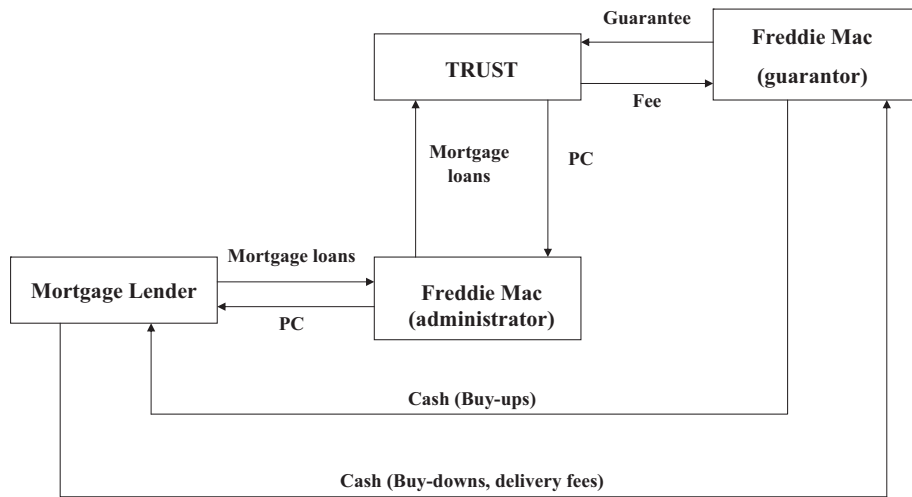 Guarantee
Freddie Mac
(guarantor)
TRUST
Fee
Mortgage
loans
PC
Mortgage loans
Mortgage Lender
Freddie Mac
(administrator)
PC
Cash (Buy-ups)
Cash (Buy-downs, delivery fees)